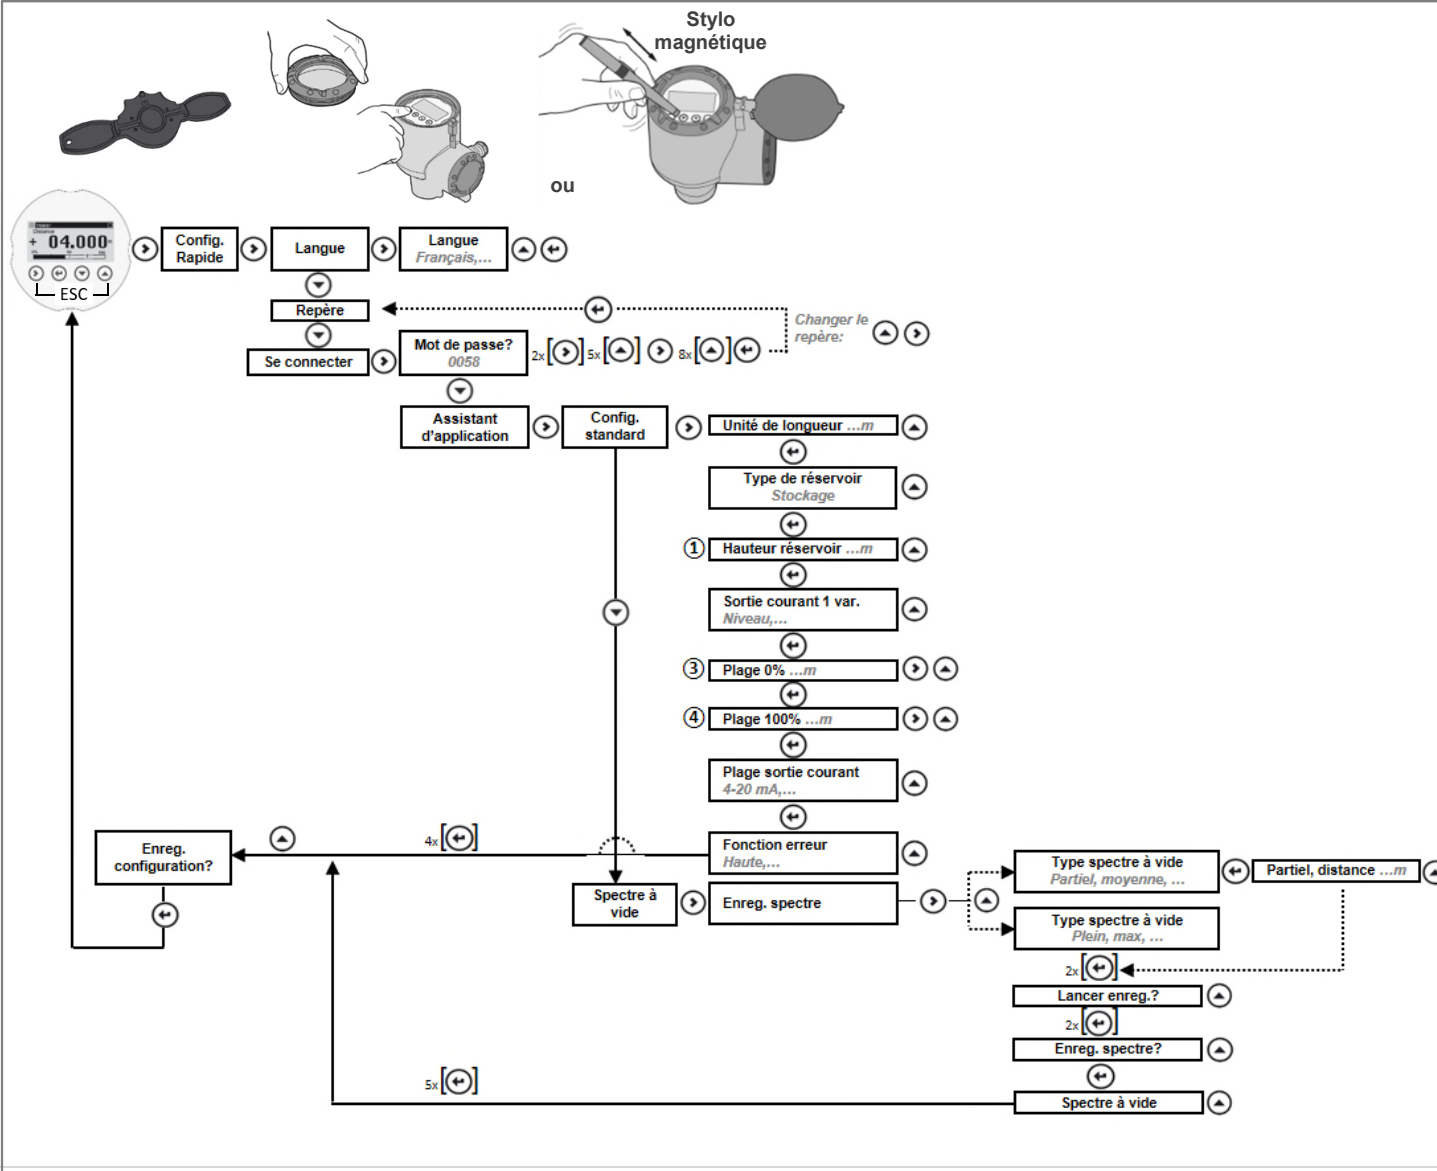 Stylo
magnétique
ou
Distance
+ 04.000 m
ESC
Config.
Rapide
Langue
Langue
Français,...
Repère
Changer le
repère:
Se connecter
Mot de passe?
0058
2x [ ] 5x [ ] 8x [ ]
Assistant
d'application
Config.
standard
Unité de longueur ...m
Type de réservoir
Stockage
1 Hauteur réservoir ...m
Sortie courant 1 var.
Niveau,...
3 Plage 0% ...m
4 Plage 100% ...m
Plage sortie courant
4-20 mA,...
Enreg.
configuration?
4x [ ]
Fonction erreur
Haute,...
Spectre à
vide
Enreg. spectre
Type spectre à vide
Partiel, moyenne, ...
Partiel, distance ...m
Type spectre à vide
Plein, max, ...
2x [ ]
Lancer enreg.?
2x [ ]
Enreg. spectre?
5x [ ]
Spectre à vide